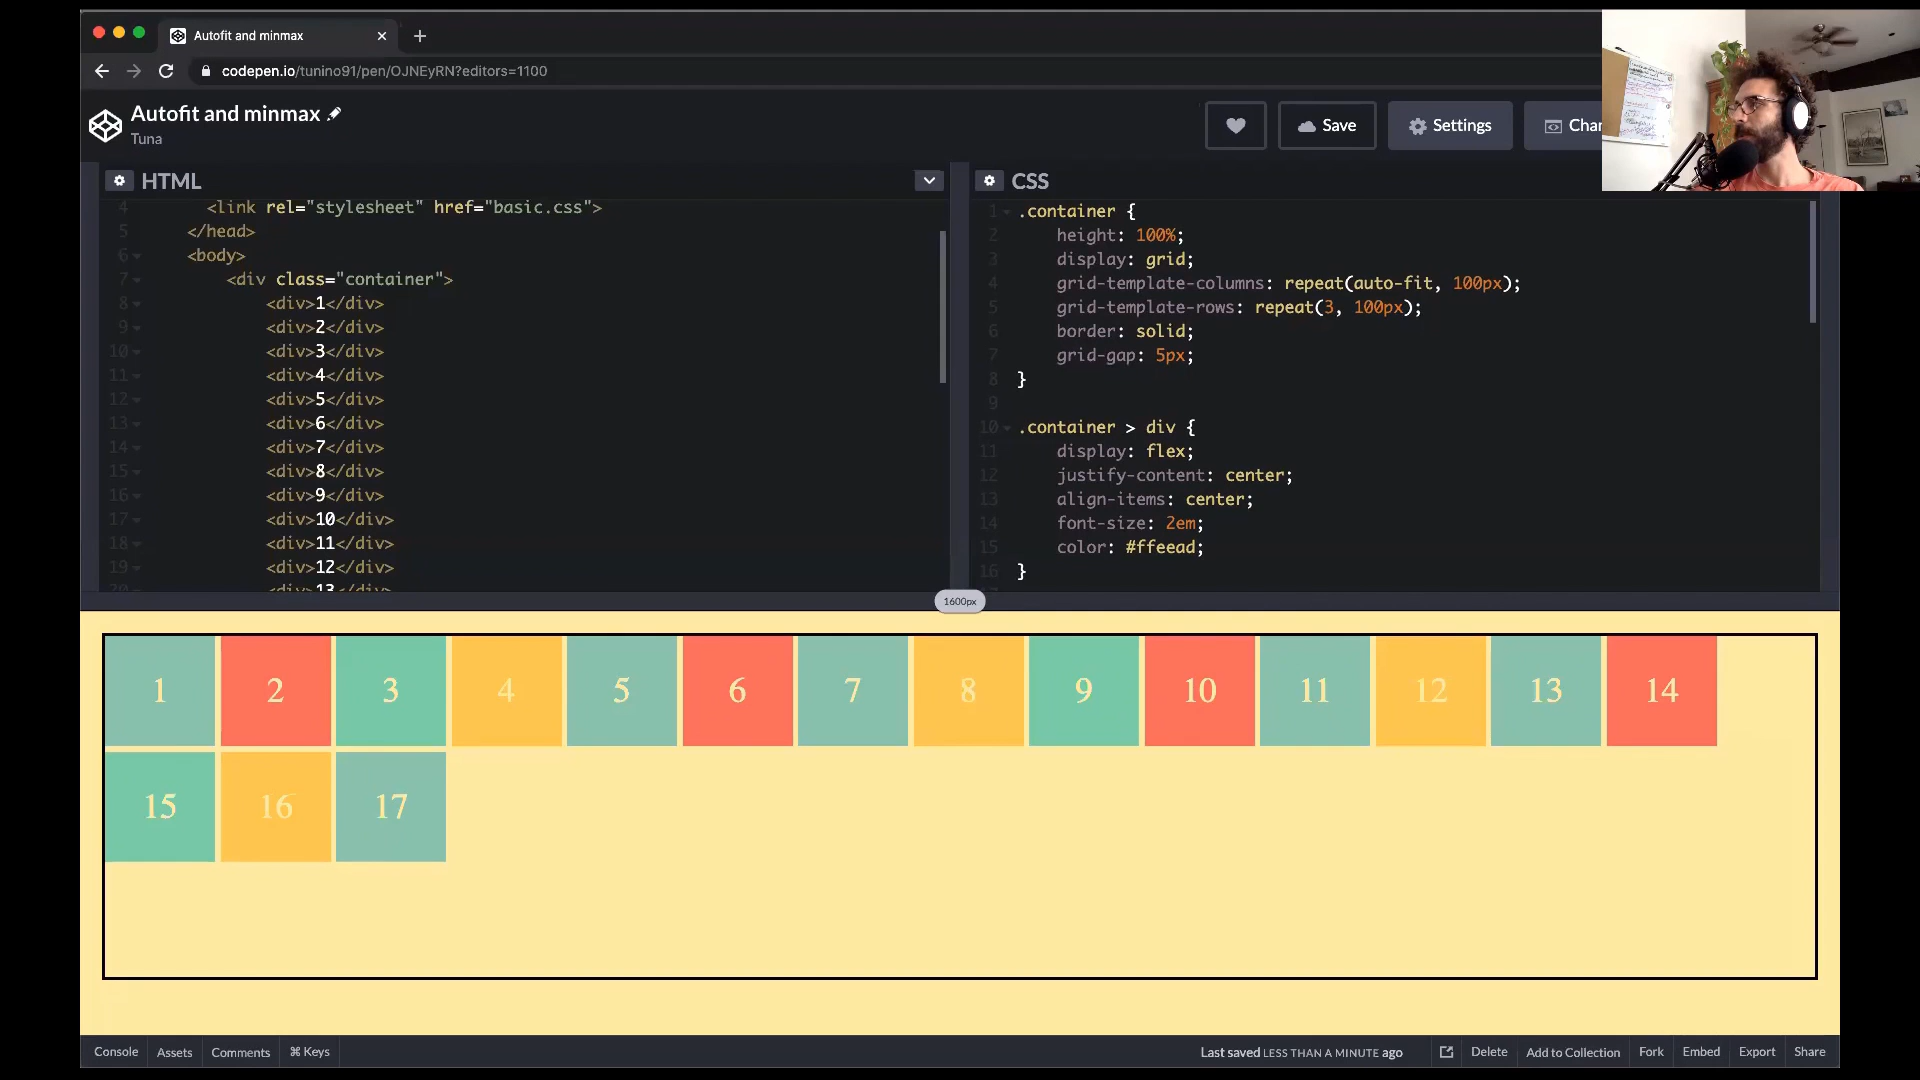 Autofit and minmax
codepen.io/tunino91/pen/OJNEyRN?editors=1100
Autofit and minmax
Tuna
Save
Settings
HTML
4 <link rel="stylesheet" href="basic.css">
5 </head>
6 <body>
7 <div class="container">
8 <div>1</div>
9 <div>2</div>
10 <div>3</div>
11 <div>4</div>
12 <div>5</div>
13 <div>6</div>
14 <div>7</div>
15 <div>8</div>
16 <div>9</div>
17 <div>10</div>
18 <div>11</div>
19 <div>12</div>
20 <div>13</div>
CSS
1 .container {
2 height: 100%;
3 display: grid;
4 grid-template-columns: repeat(auto-fit, 100px);
5 grid-template-rows: repeat(3, 100px);
6 border: solid;
7 grid-gap: 5px;
8 }
9
10 .container > div {
11 display: flex;
12 justify-content: center;
13 align-items: center;
14 font-size: 2em;
15 color: #ffeead;
16 }
1600px
1 2 3 4 5 6 7 8 9 10 11 12 13 14
15 16 17
Console Assets Comments ⌘ Keys
Last saved LESS THAN A MINUTE ago Delete Add to Collection Fork Embed Export Share